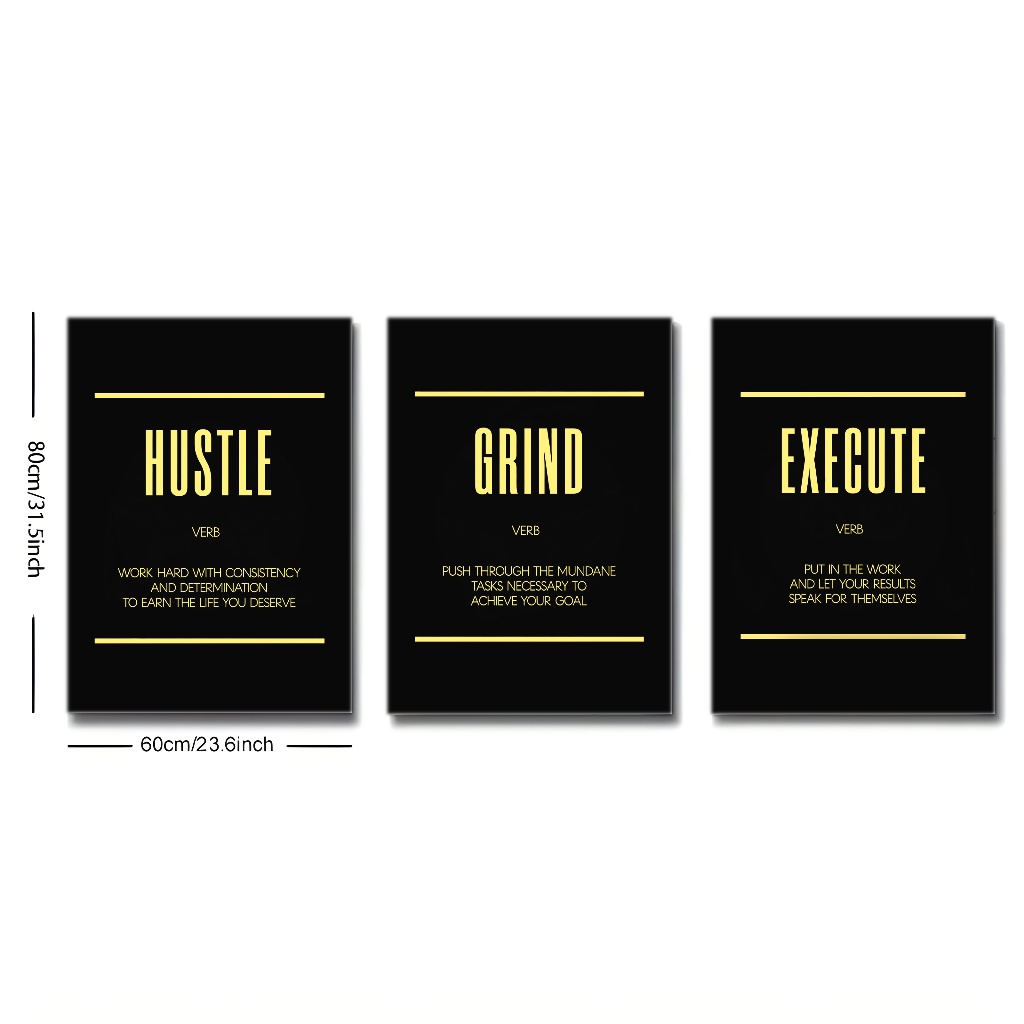 80cm/31.5inch
HUSTLE
VERB
WORK HARD WITH CONSISTENCY
AND DETERMINATION
TO EARN THE LIFE YOU DESERVE
60cm/23.6inch
GRIND
VERB
PUSH THROUGH THE MUNDANE
TASKS NECESSARY TO
ACHIEVE YOUR GOAL
EXECUTE
VERB
PUT IN THE WORK
AND LET YOUR RESULTS
SPEAK FOR THEMSELVES